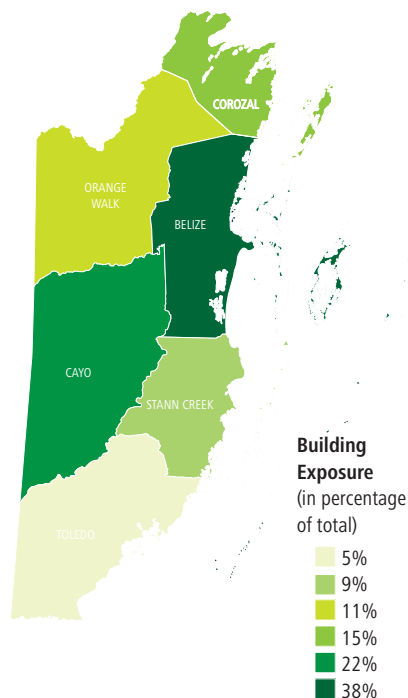 COROZAL
ORANGE
WALK
BELIZE
CAYO
STANN CREEK
TOLEDO
Building
Exposure
(in percentage
of total)
5%
9%
11%
15%
22%
38%